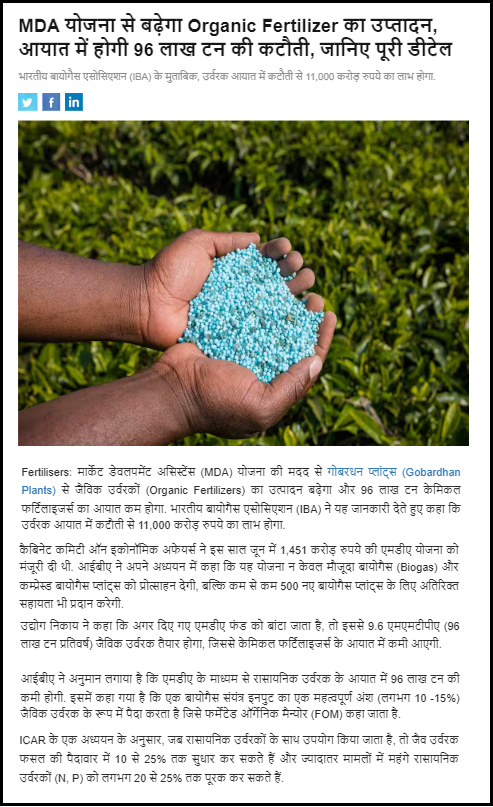 MDA योजना से बढ़ेगा Organic Fertilizer का उप्तादन,
आयात में होगी 96 लाख टन की कटौती, जानिए पूरी डीटेल
भारतीय बायोगैस एसोसिएशन (IBA) के मुताबिक, उर्वरक आयात में कटौती से 11,000 करोड़ रुपये का लाभ होगा.
Fertilisers: मार्केट डेवलपमेंट असिस्टेंस (MDA) योजना की मदद से गोबरधन प्लांट्स (Gobardhan
Plants) से जैविक उर्वरकों (Organic Fertilizers) का उत्पादन बढ़ेगा और 96 लाख टन केमिकल
फर्टिलाइजर्स का आयात कम होगा. भारतीय बायोगैस एसोसिएशन (IBA) ने यह जानकारी देते हुए कहा कि
उर्वरक आयात में कटौती से 11,000 करोड़ रुपये का लाभ होगा.
कैबिनेट कमिटी ऑन इकोनॉमिक अफेयर्स ने इस साल जून में 1,451 करोड़ रुपये की एमडीए योजना को
मंजूरी दी थी. आईबीए ने अपने अध्ययन में कहा कि यह योजना न केवल मौजूदा बायोगैस (Biogas) और
कम्प्रेस्ड बायोगैस प्लांट्स को प्रोत्साहन देगी, बल्कि कम से कम 500 नए बायोगैस प्लांट्स के लिए अतिरिक्त
सहायता भी प्रदान करेगी.
उद्योग निकाय ने कहा कि अगर दिए गए एमडीए फंड को बांटा जाता है, तो इससे 9.6 एमएमटीपीए (96
लाख टन प्रतिवर्ष) जैविक उर्वरक तैयार होगा, जिससे केमिकल फर्टिलाइजर्स के आयात में कमी आएगी.
आईबीए ने अनुमान लगाया है कि एमडीए के माध्यम से रासायनिक उर्वरक के आयात में 96 लाख टन की
कमी होगी. इसमें कहा गया है कि एक बायोगैस संयंत्र इनपुट का एक महत्वपूर्ण अंश (लगभग 10 -15%)
जैविक उर्वरक के रूप में पैदा करता है जिसे फर्मेंटेड ऑर्गेनिक मैन्योर (FOM) कहा जाता है.
ICAR के एक अध्ययन के अनुसार, जब रासायनिक उर्वरकों के साथ उपयोग किया जाता है, तो जैव उर्वरक
फसल की पैदावार में 10 से 25% तक सुधार कर सकते हैं और ज्यादातर मामलों में महंगे रासायनिक
उर्वरकों (N, P) को लगभग 20 से 25% तक पूरक कर सकते हैं.